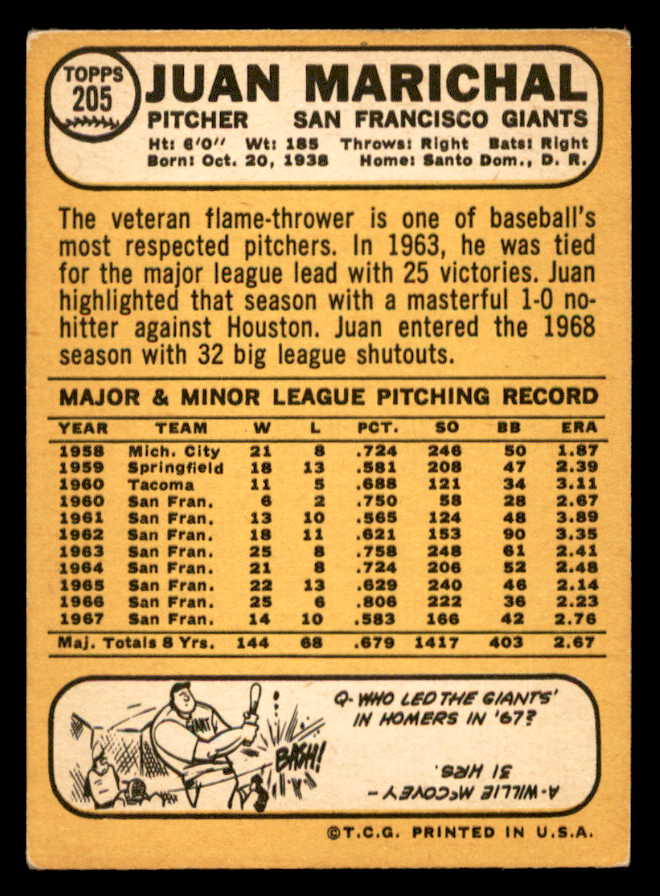 TOPPS
205
JUAN MARICHAL
PITCHER SAN FRANCISCO GIANTS
Ht: 6'0" Wt: 185 Throws: Right Bats: Right
Born: Oct. 20, 1938 Home: Santo Dom., D. R.
The veteran flame-thrower is one of baseball's
most respected pitchers. In 1963, he was tied
for the major league lead with 25 victories. Juan
highlighted that season with a masterful 1-0 no-
hitter against Houston. Juan entered the 1968
season with 32 big league shutouts.
MAJOR & MINOR LEAGUE PITCHING RECORD
YEAR TEAM W L PCT. SO BB ERA
1958 Mich. City 21 8 .724 246 50 1.87
1959 Springfield 18 13 .581 208 47 2.39
1960 Tacoma 11 5 .688 121 34 3.11
1960 San Fran. 6 2 .750 58 28 2.67
1961 San Fran. 13 10 .565 124 48 3.89
1962 San Fran. 18 11 .621 153 90 3.35
1963 San Fran. 25 8 .758 248 61 2.41
1964 San Fran. 21 8 .724 206 52 2.48
1965 San Fran. 22 13 .629 240 46 2.14
1966 San Fran. 25 6 .806 222 36 2.23
1967 San Fran. 14 10 .583 166 42 2.76
Maj. Totals 8 Yrs. 144 68 .679 1417 403 2.67
GIANTS
BASH!
Q- WHO LED THE GIANTS'
IN HOMERS IN '67?
A-WILLIE McCOVEY-
31 HRS.
©T.C.G. PRINTED IN U.S.A.